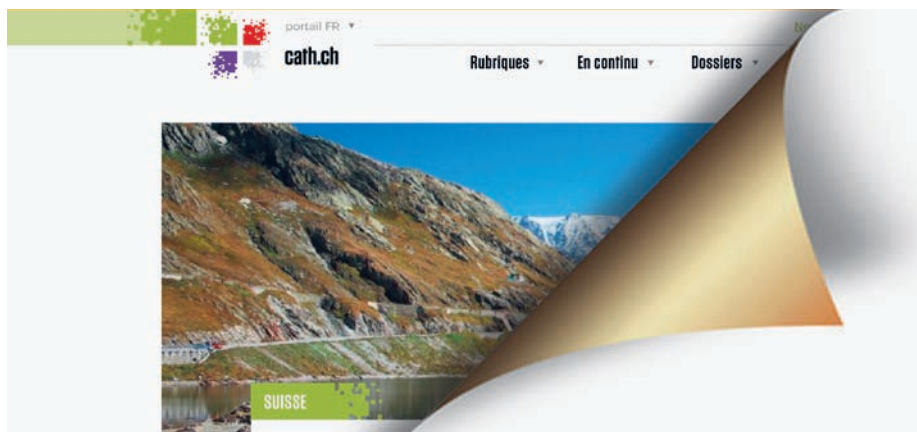 portail FR
cath.ch
Rubriques
En continu
Dossiers
SUISSE